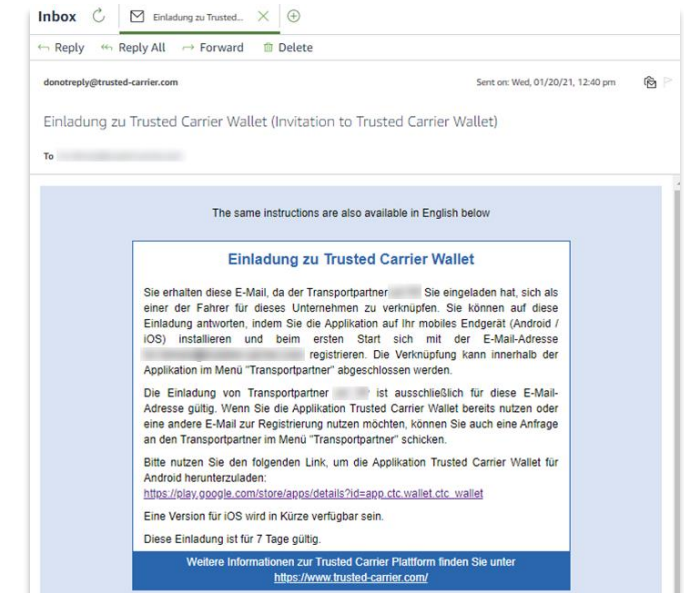 Inbox
Einladung zu Trusted...
Reply Reply All Forward Delete
donotreply@trusted-carrier.com Sent on: Wed, 01/20/21, 12:40 pm
Einladung zu Trusted Carrier Wallet (Invitation to Trusted Carrier Wallet)
To
The same instructions are also available in English below
Einladung zu Trusted Carrier Wallet
Sie erhalten diese E-Mail, da der Transportpartner Sie eingeladen hat, sich als
einer der Fahrer für dieses Unternehmen zu verknüpfen. Sie können auf diese
Einladung antworten, indem Sie die Applikation auf Ihr mobiles Endgerät (Android /
iOS) installieren und beim ersten Start sich mit der E-Mail-Adresse
registrieren. Die Verknüpfung kann innerhalb der
Applikation im Menü "Transportpartner" abgeschlossen werden.
Die Einladung von Transportpartner ist ausschließlich für diese E-Mail-
Adresse gültig. Wenn Sie die Applikation Trusted Carrier Wallet bereits nutzen oder
eine andere E-Mail zur Registrierung nutzen möchten, können Sie auch eine Anfrage
an den Transportpartner im Menü "Transportpartner" schicken.
Bitte nutzen Sie den folgenden Link, um die Applikation Trusted Carrier Wallet für
Android herunterzuladen:
https://play.google.com/store/apps/details?id=app.ctc.wallet.ctc_wallet
Eine Version für iOS wird in Kürze verfügbar sein.
Diese Einladung ist für 7 Tage gültig.
Weitere Informationen zur Trusted Carrier Plattform finden Sie unter
https://www.trusted-carrier.com/